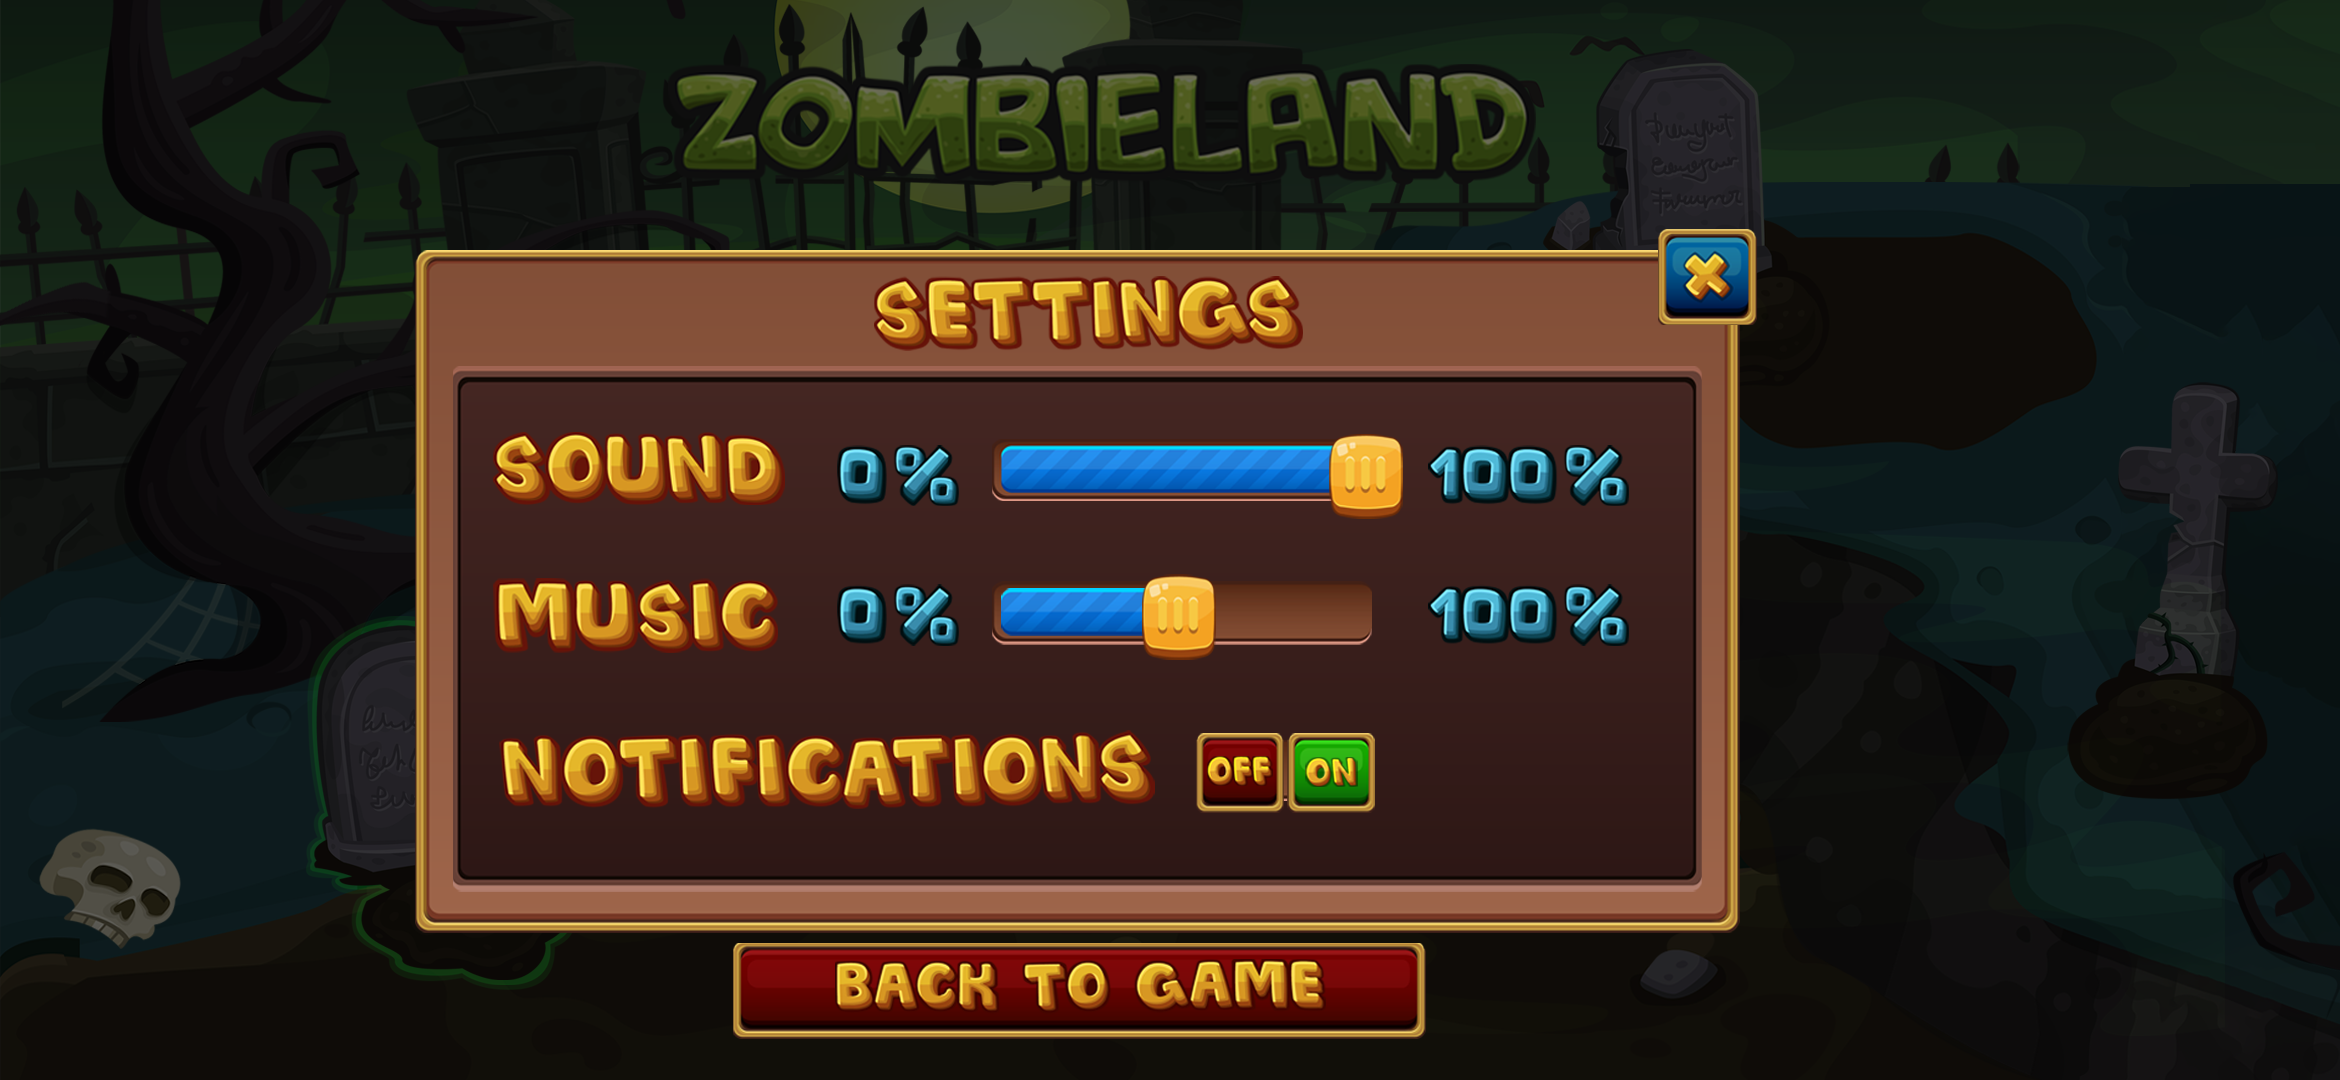 ZOMBIELAND
SETTINGS
SOUND 0% 100%
MUSIC 0% 100%
NOTIFICATIONS OFF ON
BACK TO GAME